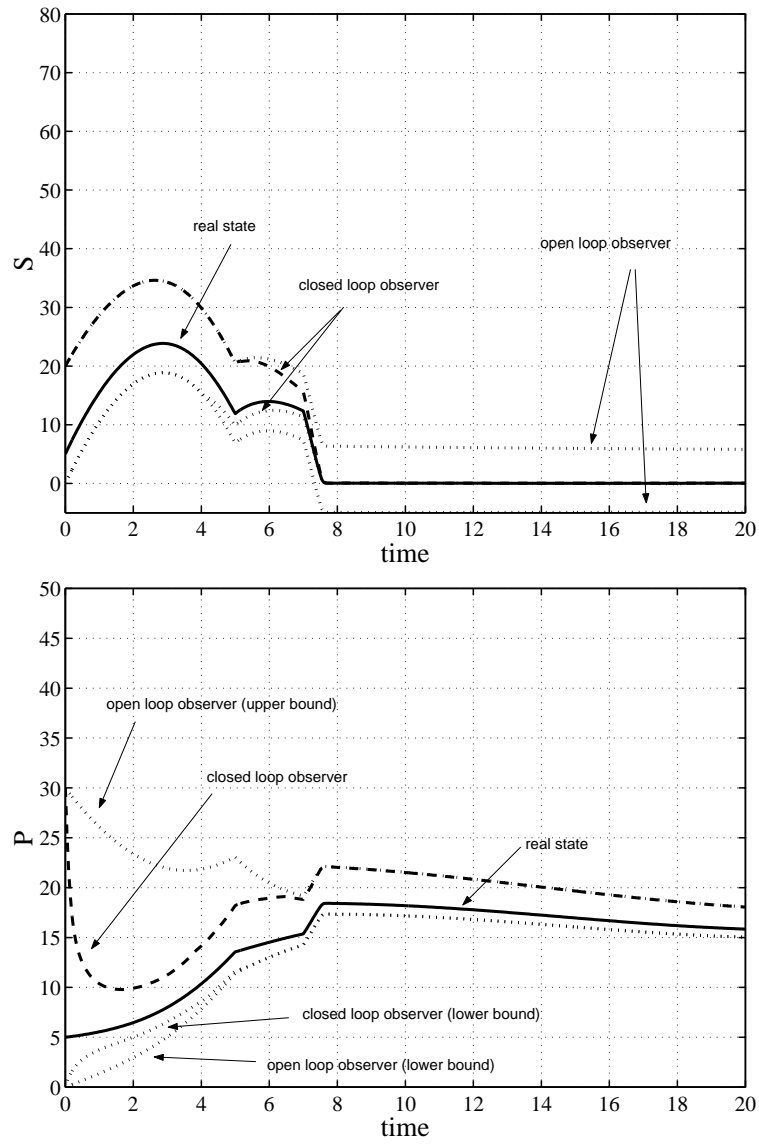 80
70
60
50
40
30
20
10
0
S
real state
open loop observer
closed loop observer
0 2 4 6 8 10 12 14 16 18 20
time
50
45
40
35
30
25
20
15
10
5
0
P
open loop observer (upper bound)
closed loop observer
real state
closed loop observer (lower bound)
open loop observer (lower bound)
0 2 4 6 8 10 12 14 16 18 20
time